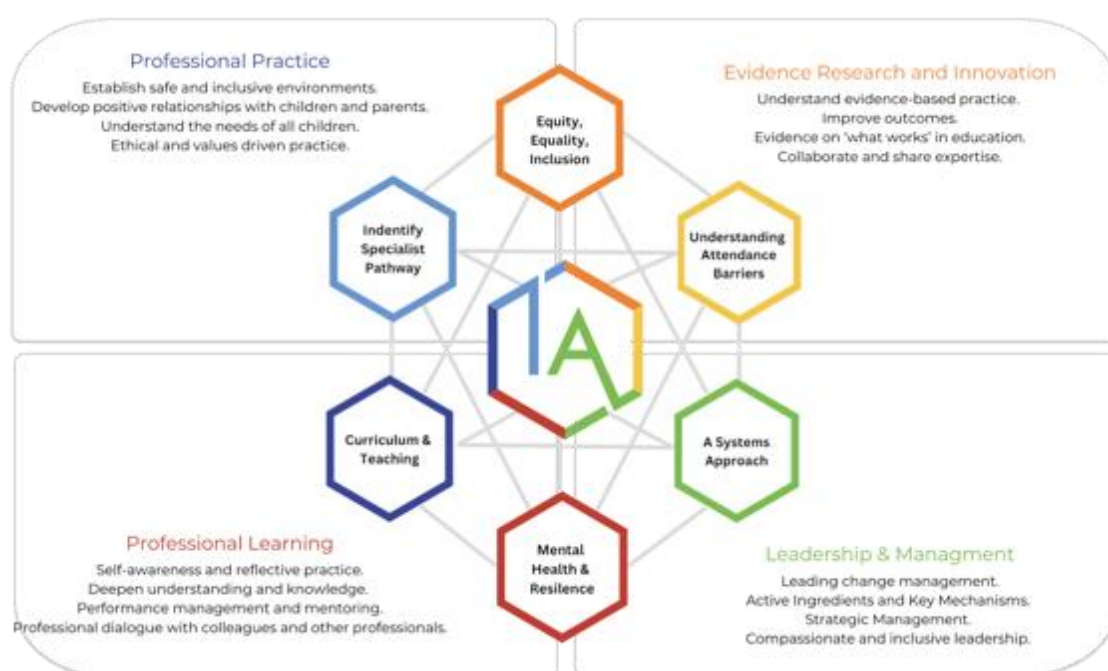 Professional Practice
Establish safe and inclusive environments.
Develop positive relationships with children and parents.
Understand the needs of all children.
Ethical and values driven practice.
Evidence Research and Innovation
Understand evidence-based practice.
Improve outcomes.
Evidence on 'what works' in education.
Collaborate and share expertise.
Equity,
Equality,
Inclusion
Indentify
Specialist
Pathway
Understanding
Attendance
Barriers
1A
Curriculum &
Teaching
A Systems
Approach
Mental
Health &
Resilence
Professional Learning
Self-awareness and reflective practice.
Deepen understanding and knowledge.
Performance management and mentoring.
Professional dialogue with colleagues and other professionals.
Leadership & Managment
Leading change management.
Active Ingredients and Key Mechanisms.
Strategic Management.
Compassionate and inclusive leadership.